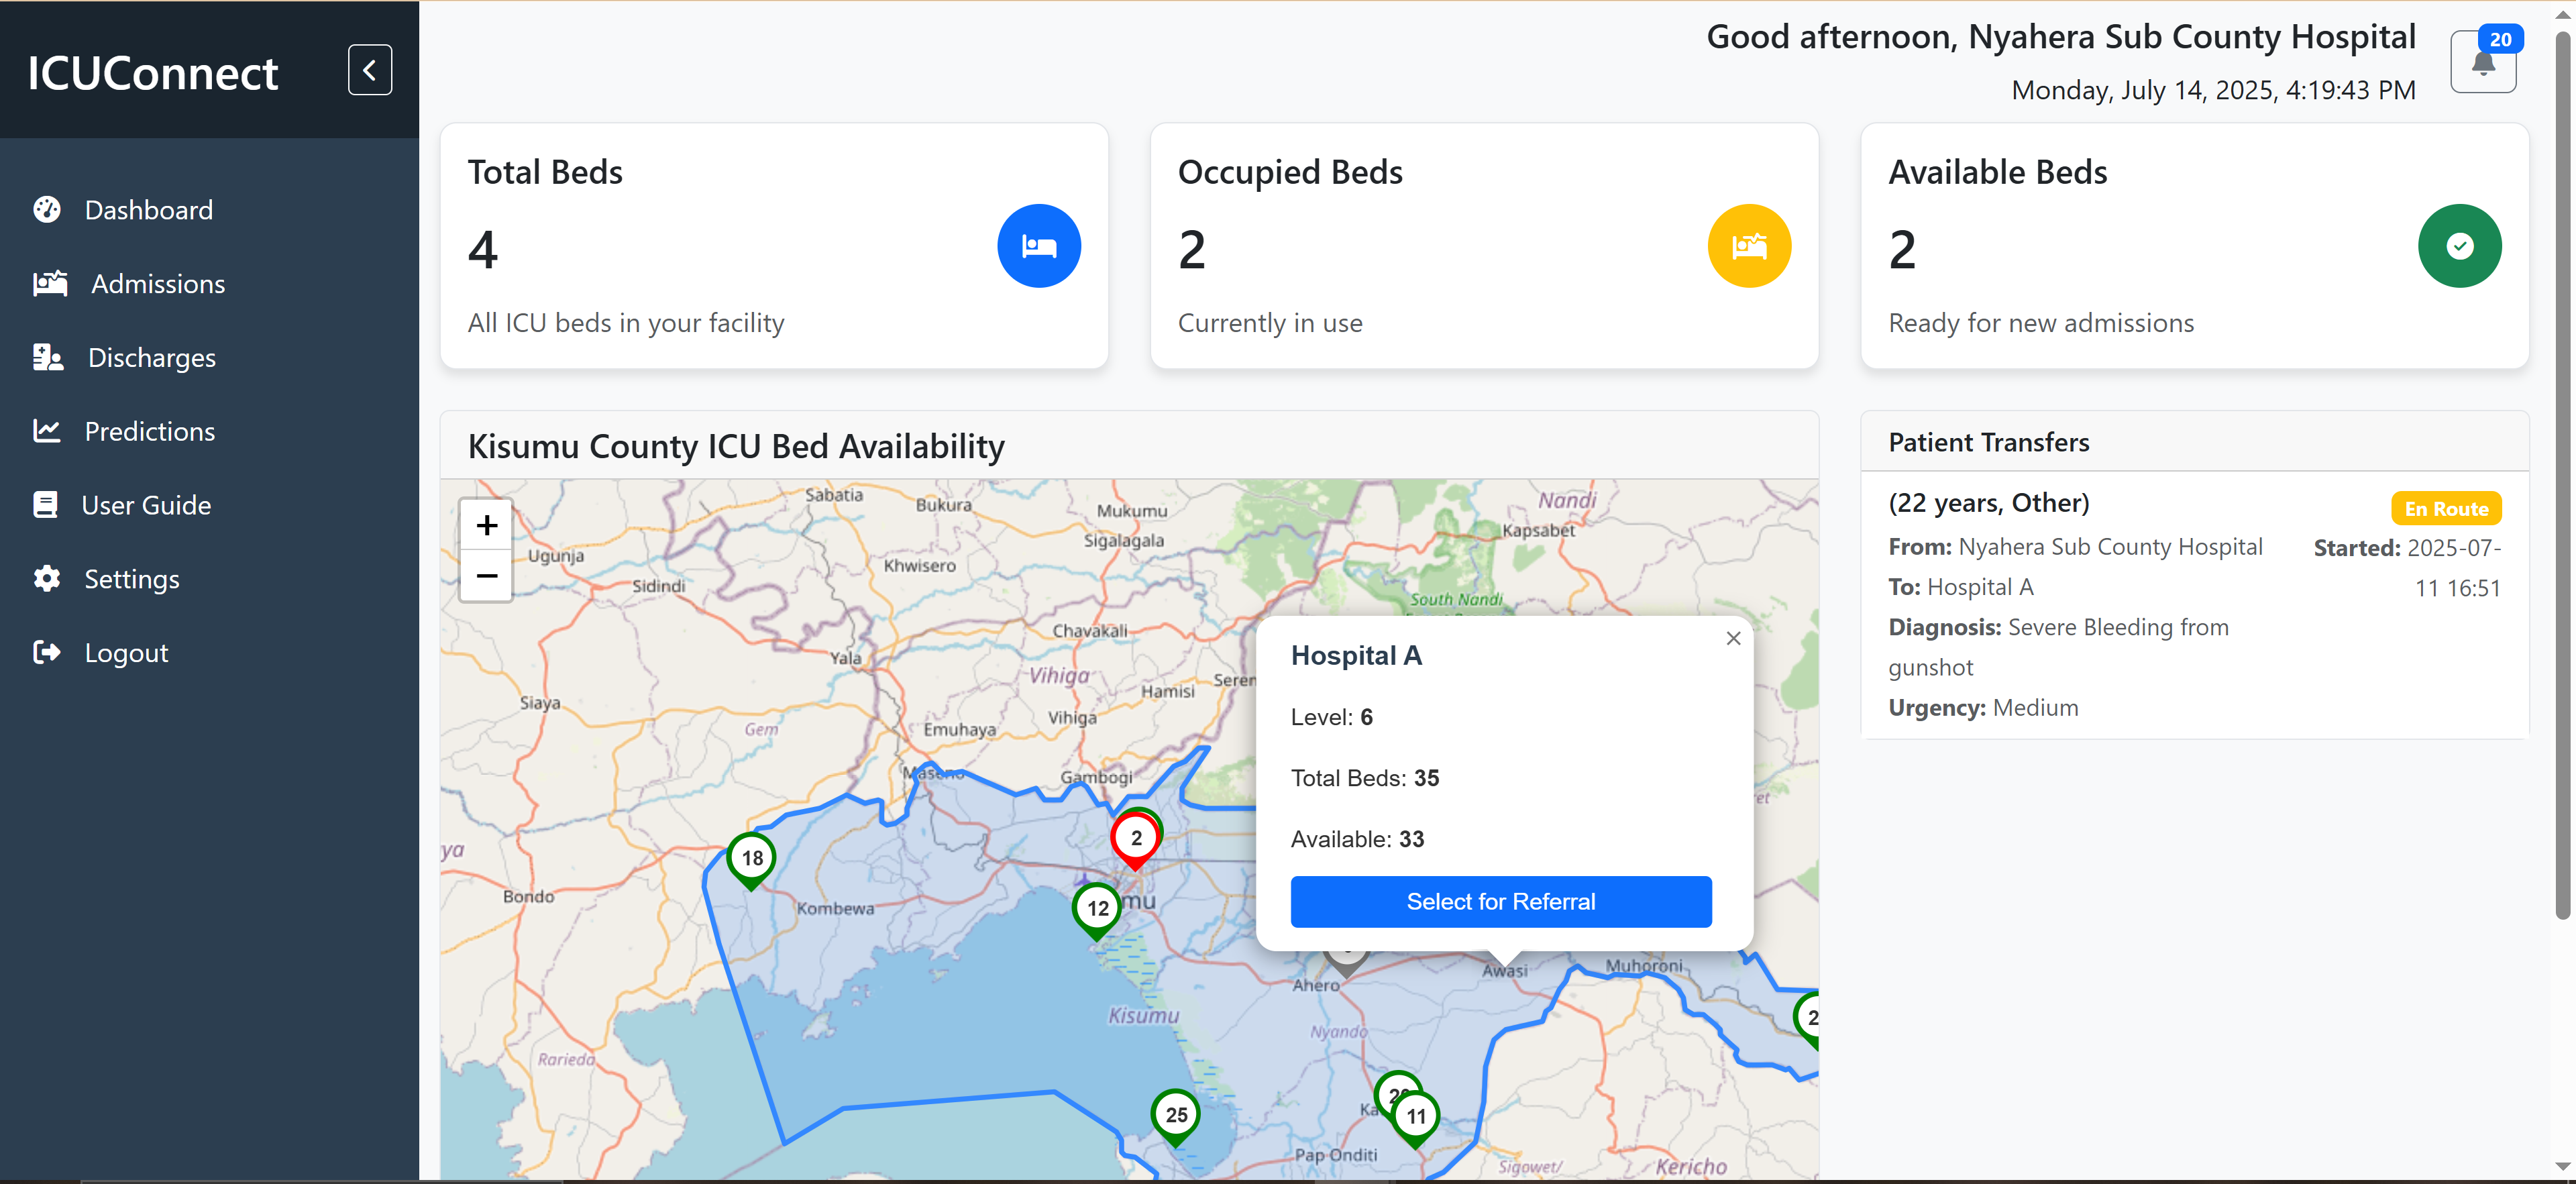 ICUConnect
Dashboard
Admissions
Discharges
Predictions
User Guide
Settings
Logout
Good afternoon, Nyahera Sub County Hospital
Monday, July 14, 2025, 4:19:43 PM
20
Total Beds
4
All ICU beds in your facility
Occupied Beds
2
Currently in use
Available Beds
2
Ready for new admissions
Kisumu County ICU Bed Availability
+
−
Sabatia
Bukura
Mukumu
Nandi
Kapsabet
Ugunja
Sigalagala
Khwisero
Sidindi
South Nandi
Chavakali
Yala
Vihiga
Hamisi
Seren
Siaya
Vihiga
Gem
Emuhaya
Maseno
Gambogi
ya
Bondo
Kombewa
mu
18
2
12
Hospital A
Level: 6
Total Beds: 35
Available: 33
Select for Referral
et
Awasi
Muhoroni
Ahero
Kisumu
Nyando
2
Rarieda
Ka
11
25
Pap Onditi
Sigowet/
Kericho
Patient Transfers
(22 years, Other)
En Route
From: Nyahera Sub County Hospital
Started: 2025-07-
11 16:51
To: Hospital A
Diagnosis: Severe Bleeding from
gunshot
Urgency: Medium